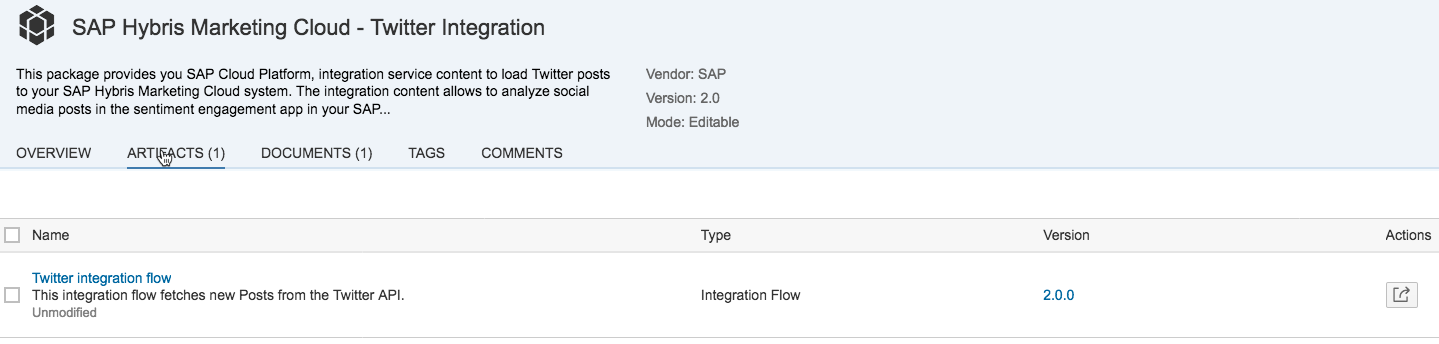 SAP Hybris Marketing Cloud - Twitter Integration
This package provides you SAP Cloud Platform, integration service content to load Twitter posts
to your SAP Hybris Marketing Cloud system. The integration content allows to analyze social
media posts in the sentiment engagement app in your SAP...
Vendor: SAP
Version: 2.0
Mode: Editable
OVERVIEW ARTIFACTS (1) DOCUMENTS (1) TAGS COMMENTS
Name Type Version Actions
Twitter integration flow
This integration flow fetches new Posts from the Twitter API. Integration Flow 2.0.0
Unmodified